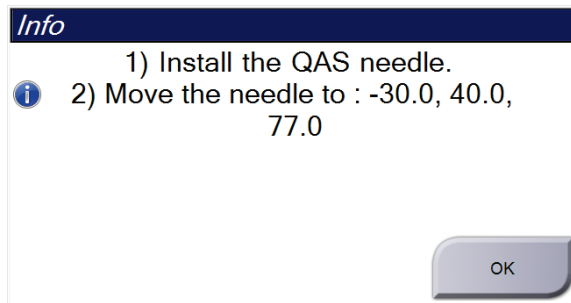 Info
1) Install the QAS needle.
2) Move the needle to : -30.0, 40.0,
77.0
OK